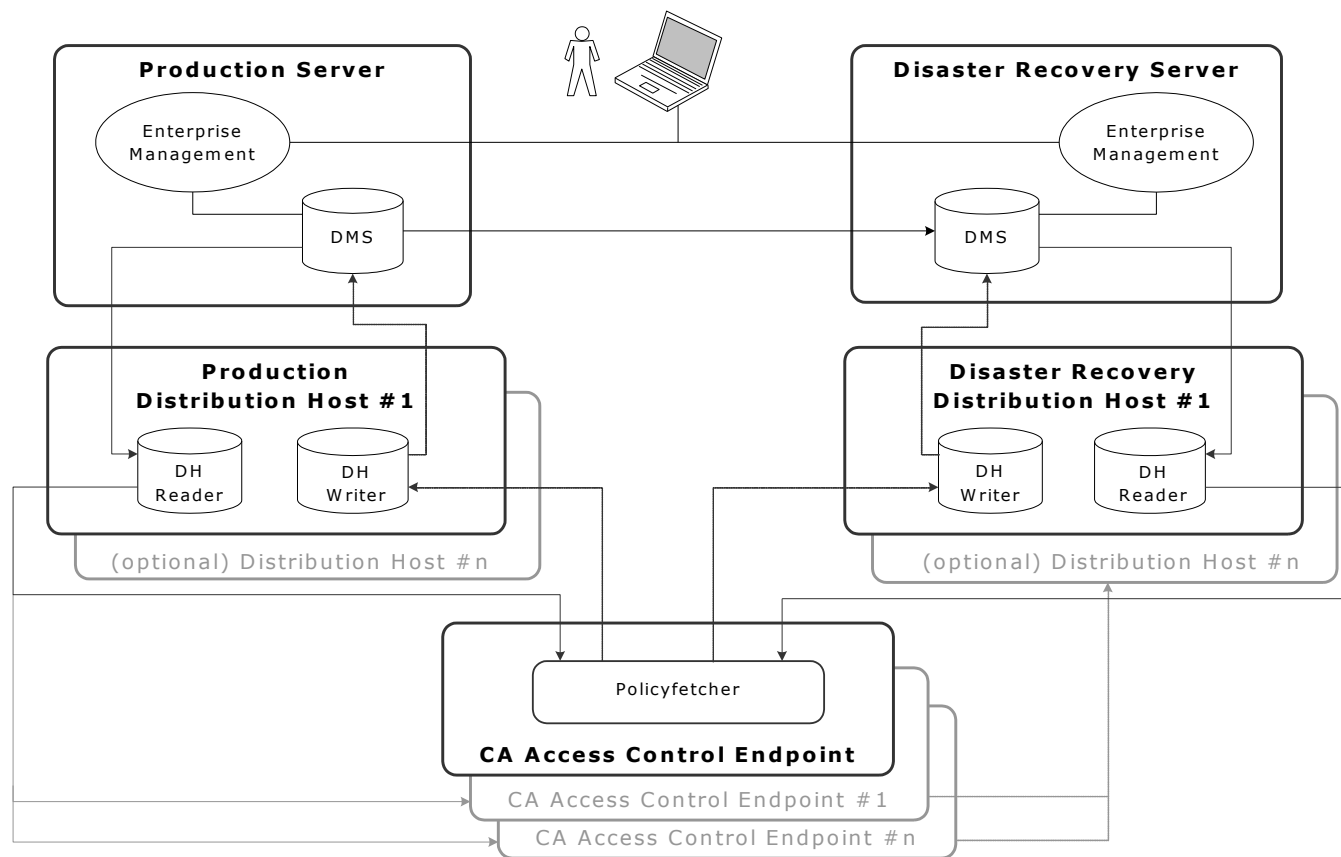 Production Server
Disaster Recovery Server
Enterprise
Management
Enterprise
Management
DMS
DMS
Production
Distribution Host #1
Disaster Recovery
Distribution Host #1
DH
Reader
DH
Writer
DH
Writer
DH
Reader
(optional) Distribution Host #n
(optional) Distribution Host #n
Policyfetcher
CA Access Control Endpoint
CA Access Control Endpoint #1
CA Access Control Endpoint #n